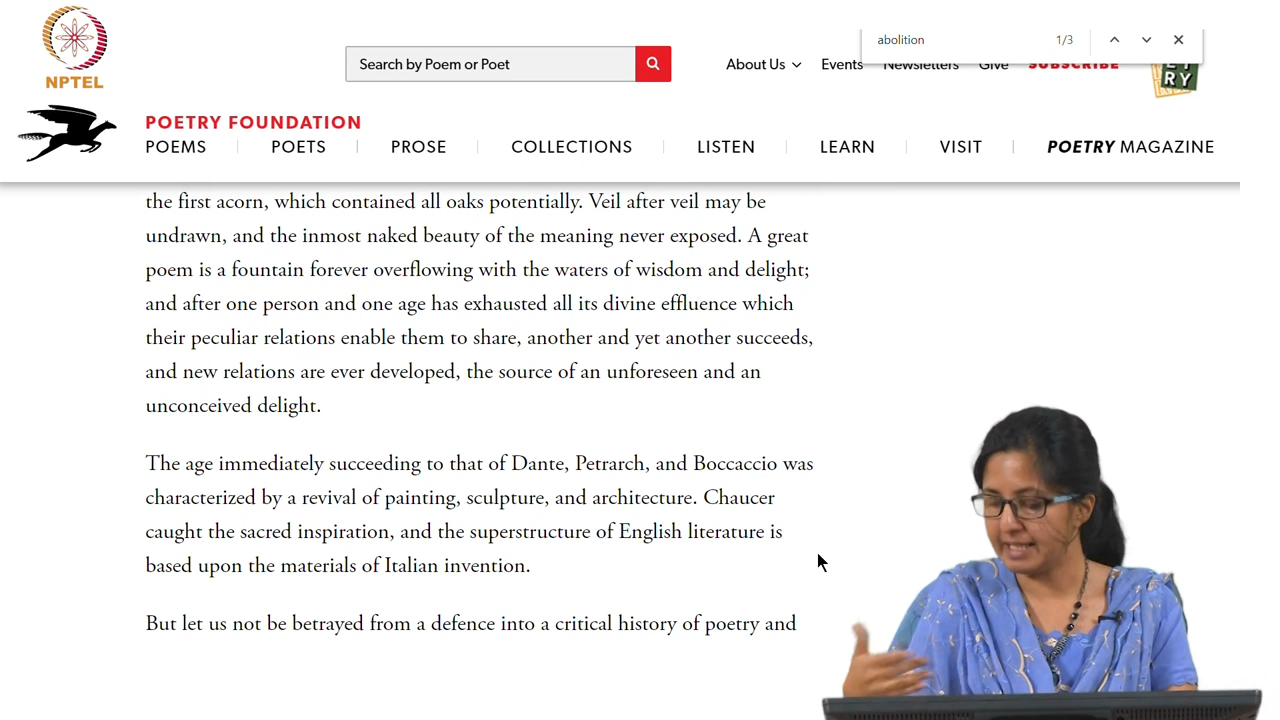 NPTEL
Search by Poem or Poet
abolition 1/3
About Us Events Newsletters Give SUBSCRIBE
RY
POETRY FOUNDATION
POEMS POETS PROSE COLLECTIONS LISTEN LEARN VISIT POETRY MAGAZINE
the first acorn, which contained all oaks potentially. Veil after veil may be
undrawn, and the inmost naked beauty of the meaning never exposed. A great
poem is a fountain forever overflowing with the waters of wisdom and delight;
and after one person and one age has exhausted all its divine effluence which
their peculiar relations enable them to share, another and yet another succeeds,
and new relations are ever developed, the source of an unforeseen and an
unconceived delight.
The age immediately succeeding to that of Dante, Petrarch, and Boccaccio was
characterized by a revival of painting, sculpture, and architecture. Chaucer
caught the sacred inspiration, and the superstructure of English literature is
based upon the materials of Italian invention.
But let us not be betrayed from a defence into a critical history of poetry and